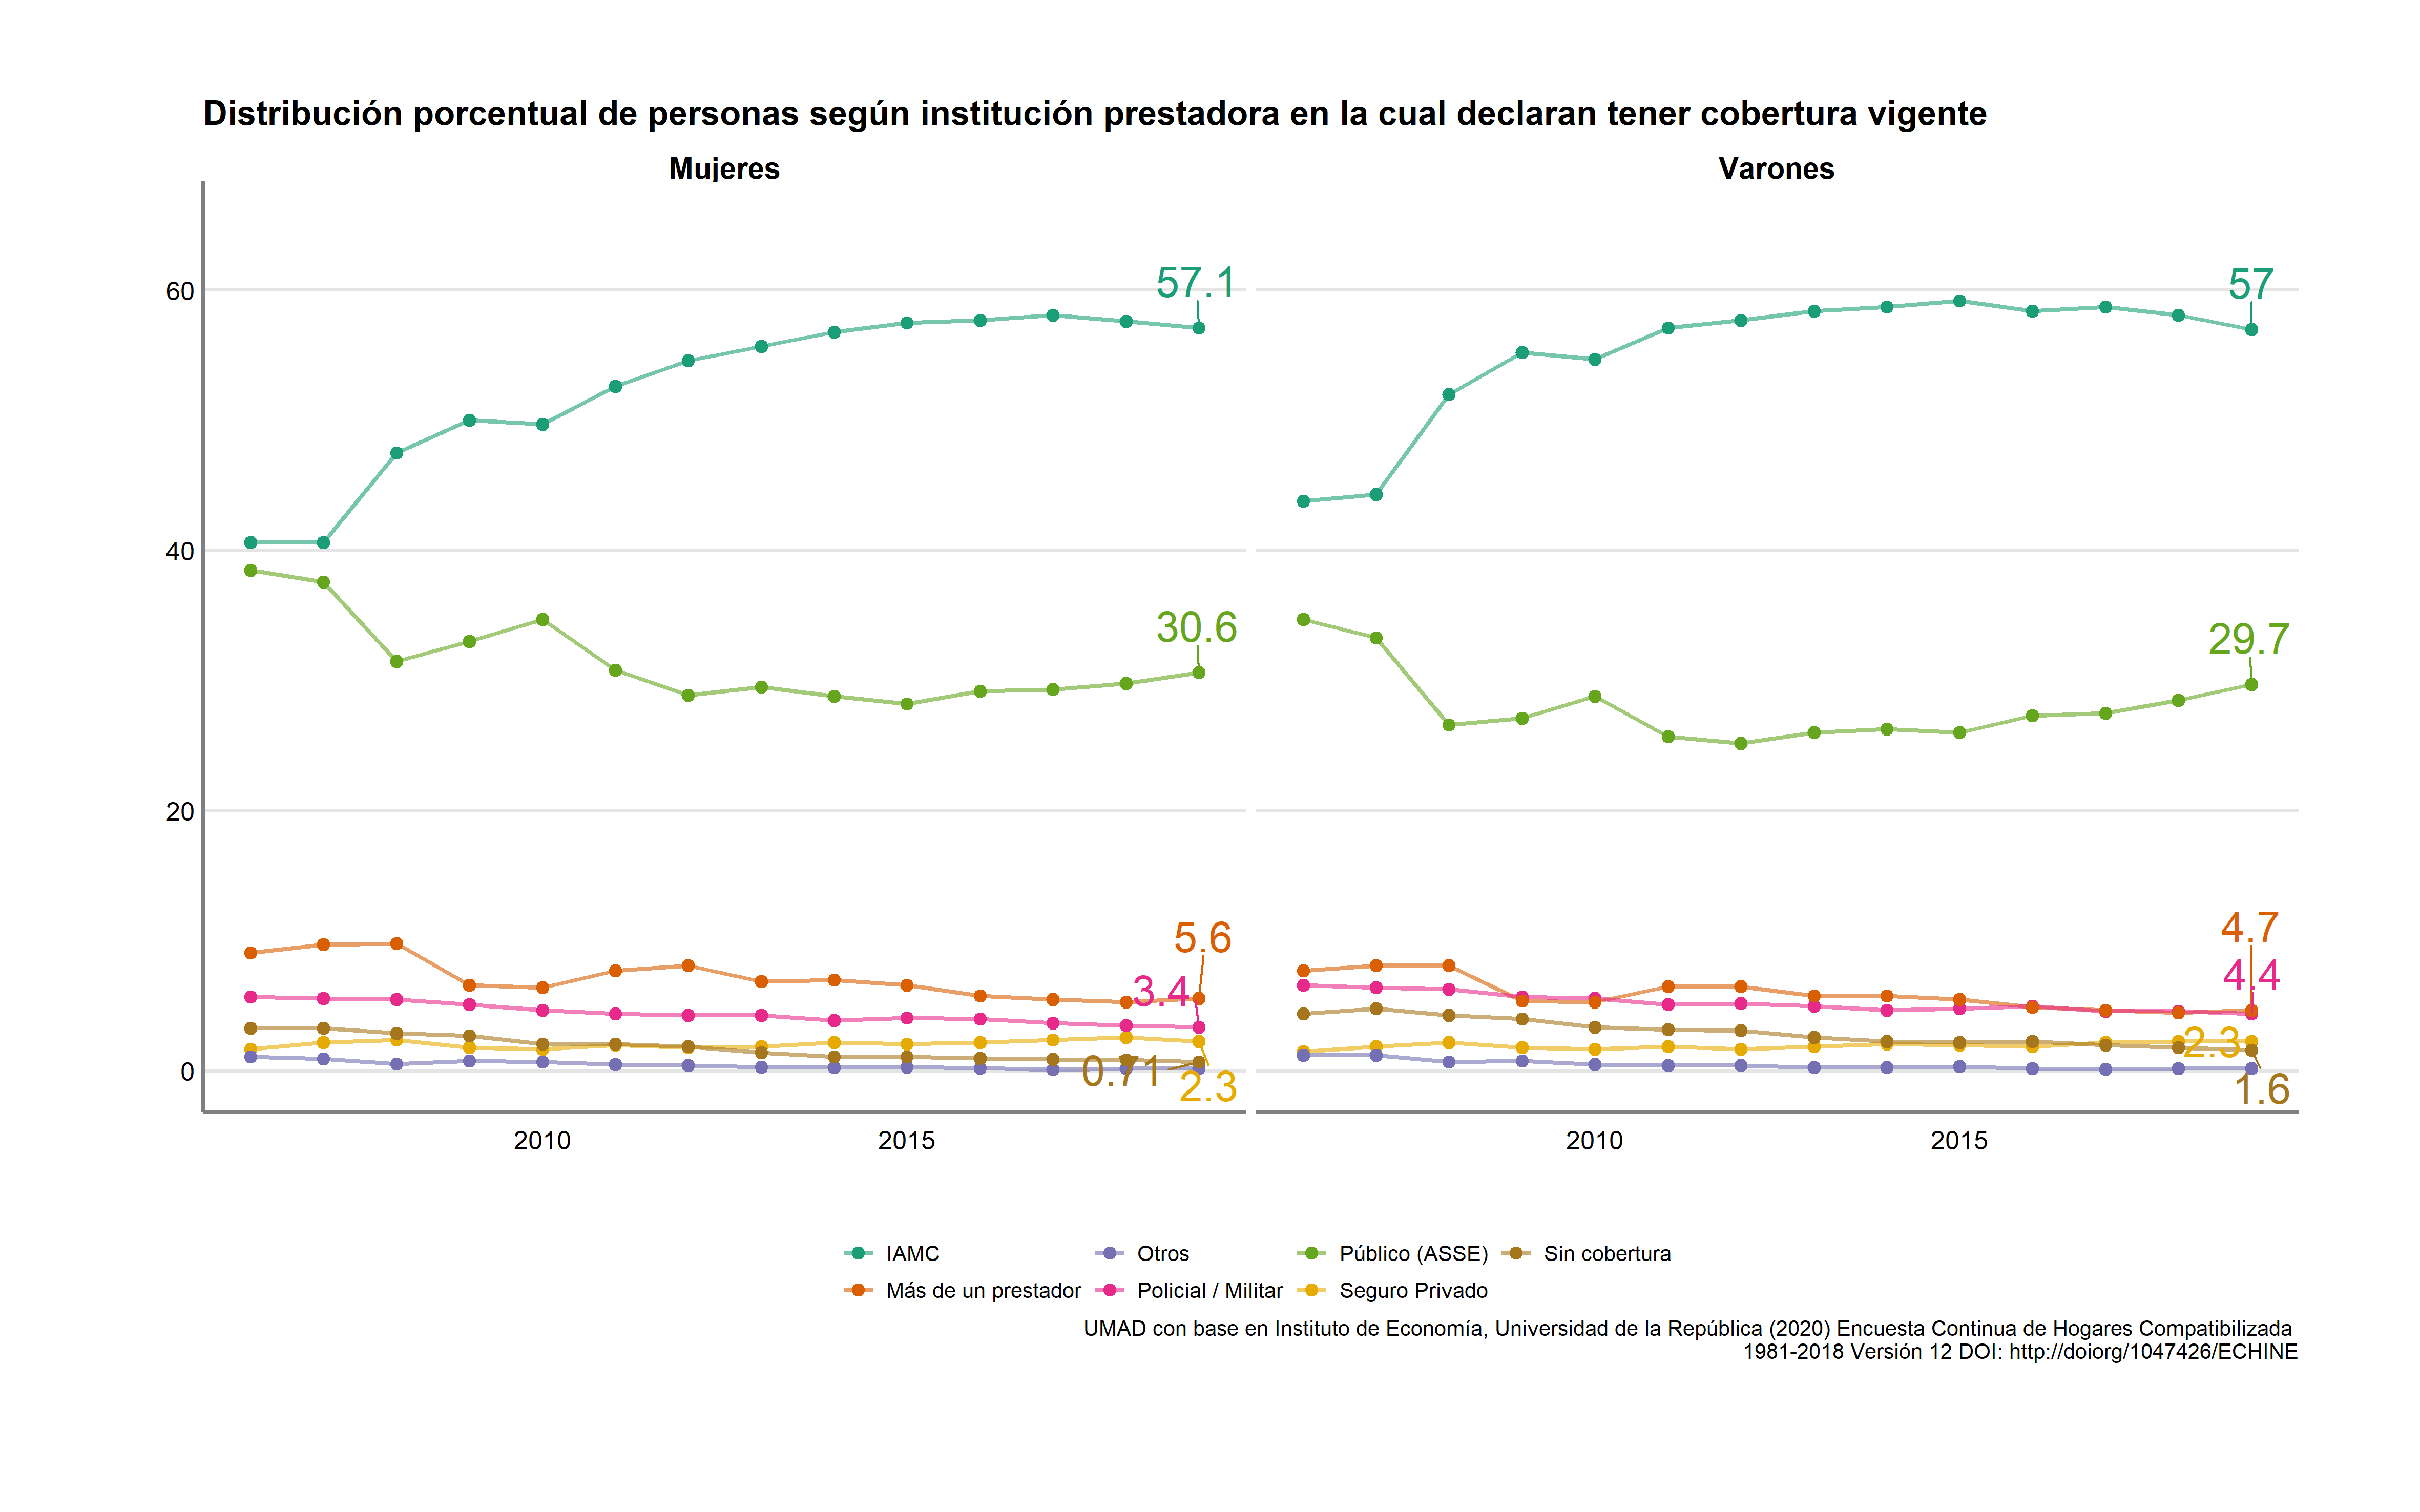 Distribución porcentual de personas según institución prestadora en la cual declaran tener cobertura vigente
Mujeres
Varones
60
40
20
0
57.1
30.6
5.6
3.4
0.71
2.3
57
29.7
4.7
4.4
2.3
1.6
2010
2015
2010
2015
IAMC
Otros
Público (ASSE)
Sin cobertura
Más de un prestador
Policial / Militar
Seguro Privado
UMAD con base en Instituto de Economía, Universidad de la República (2020) Encuesta Continua de Hogares Compatibilizada
1981-2018 Versión 12 DOI: http://doiorg/1047426/ECHINE